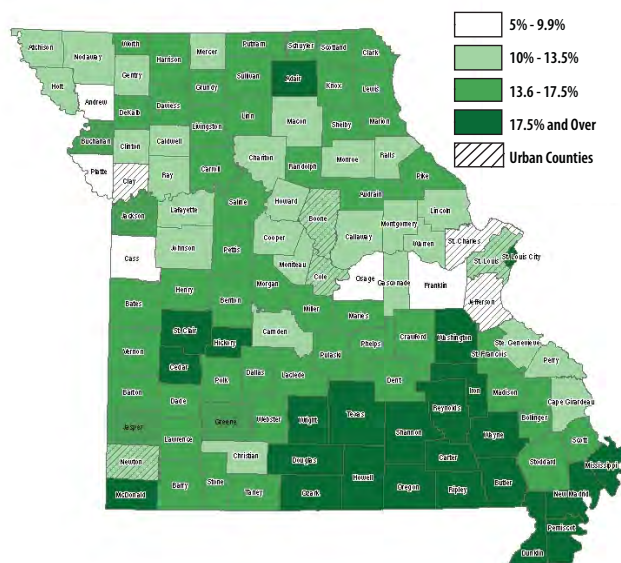 5% - 9.9%
10% - 13.5%
13.6 - 17.5%
17.5% and Over
Urban Counties
Atchison
Nodaway
Worth
Harrison
Mercer
Putnam
Schuyler
Scotland
Clark
Holt
Gentry
Sullivan
Adair
Knox
Lewis
Andrew
DeKalb
Daviess
Grundy
Linn
Macon
Shelby
Marion
Buchanan
Clinton
Caldwell
Livingston
Chariton
Randolph
Monroe
Ralls
Platte
Clay
Ray
Carroll
Pike
Jackson
Lafayette
Saline
Howard
Boone
Audrain
Lincoln
Cass
Johnson
Pettis
Cooper
Moniteau
Cole
Callaway
Montgomery
Warren
St. Charles
St. Louis
St. Louis City
Bates
Henry
Benton
Morgan
Miller
Osage
Gasconade
Franklin
Jefferson
Vernon
St. Clair
Hickory
Camden
Pulaski
Maries
Phelps
Crawford
Washington
St. Francois
Ste. Genevieve
Perry
Cedar
Barton
Dade
Polk
Dallas
Laclede
Dent
Iron
Madison
Cape Girardeau
Bollinger
Jasper
Greene
Webster
Wright
Texas
Reynolds
Shannon
Wayne
Scott
Lawrence
Newton
Christian
Douglas
Howell
Carter
Stoddard
Mississippi
McDonald
Barry
Stone
Taney
Ozark
Oregon
Ripley
Butler
New Madrid
Pemiscot
Dunklin